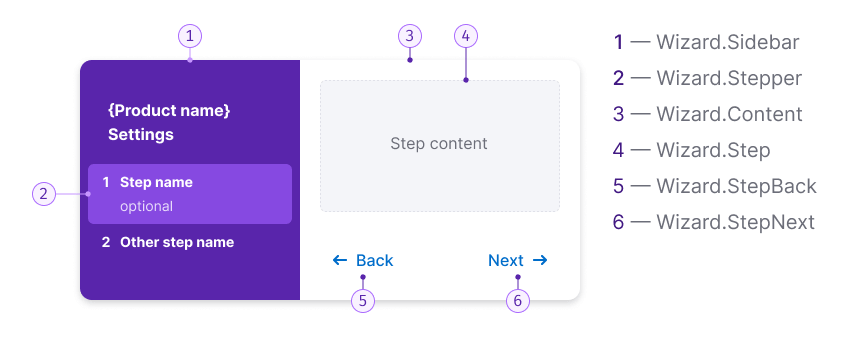 1
3
4
{Product name}
Settings
2
1 Step name
optional
2 Other step name
Step content
Back
Next
5
6
1 — Wizard.Sidebar
2 — Wizard.Stepper
3 — Wizard.Content
4 — Wizard.Step
5 — Wizard.StepBack
6 — Wizard.StepNext